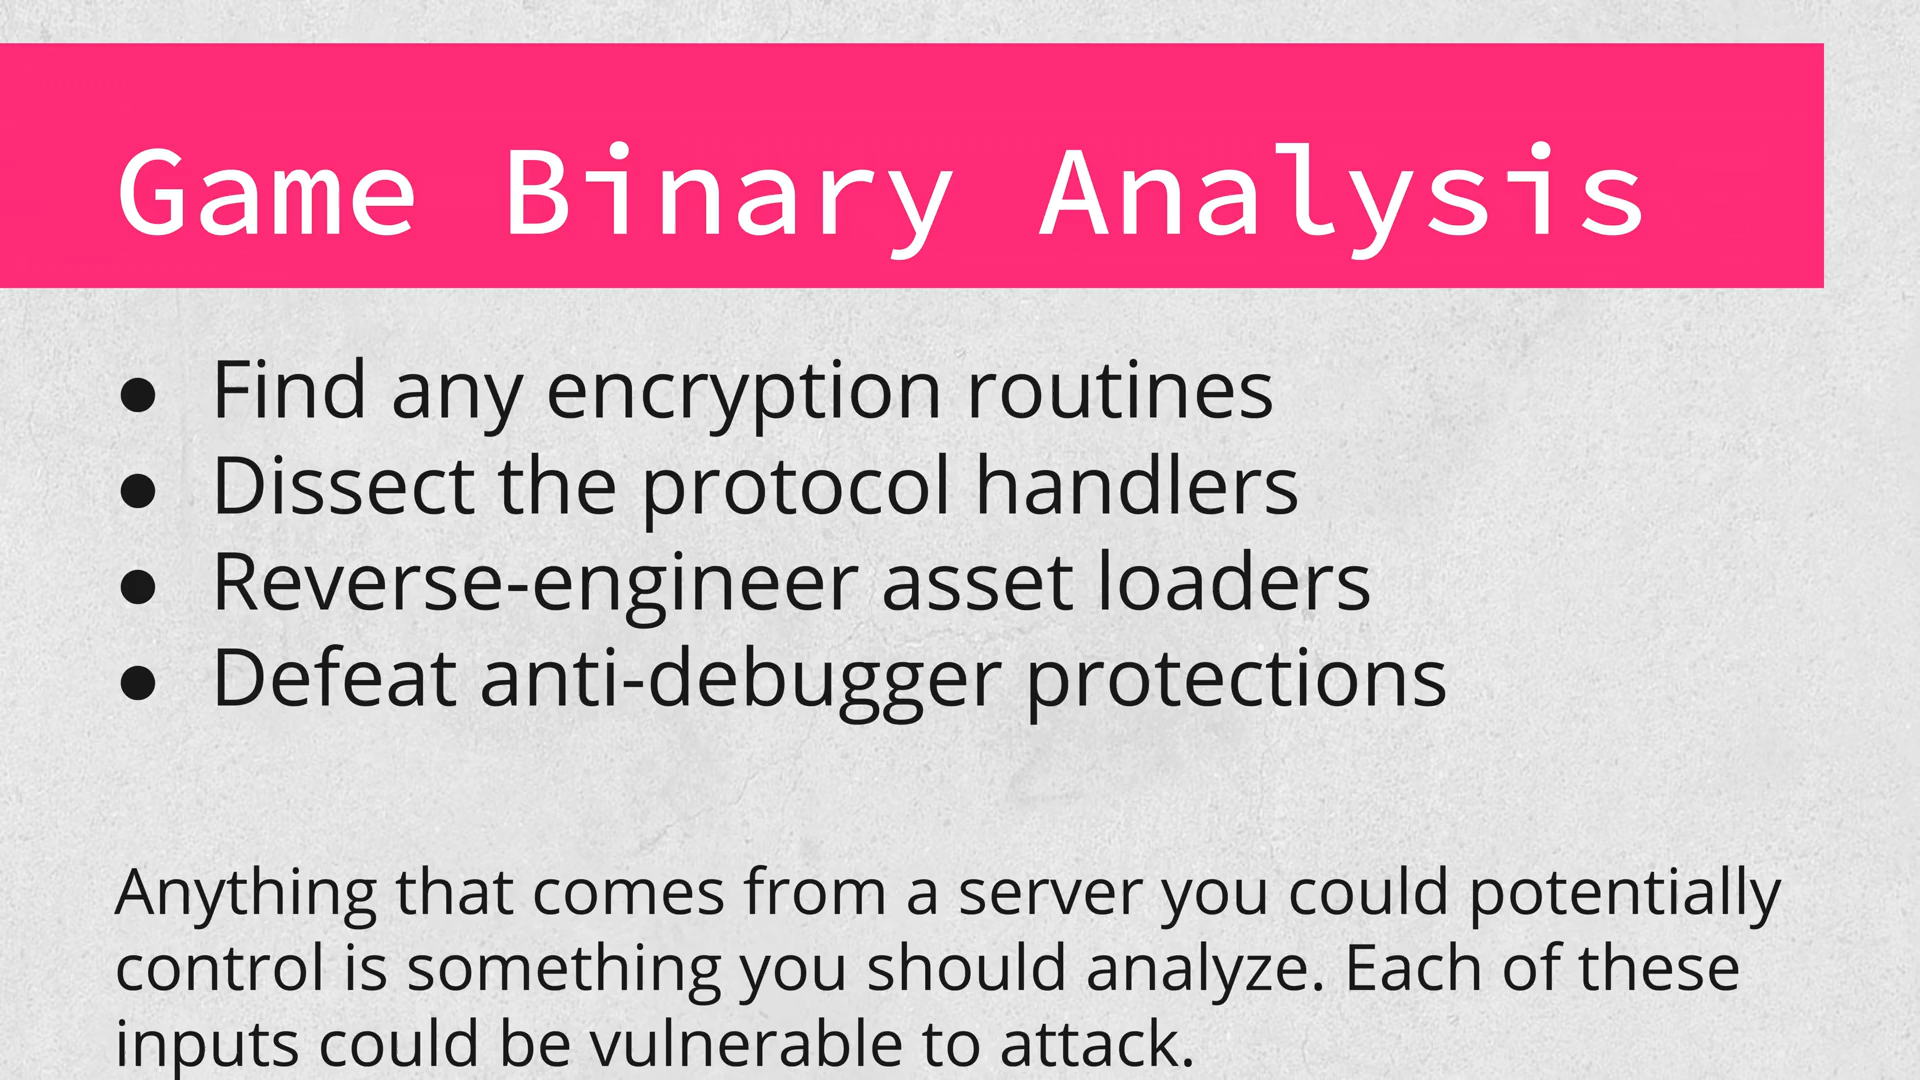 Game Binary Analysis
● Find any encryption routines
● Dissect the protocol handlers
● Reverse-engineer asset loaders
● Defeat anti-debugger protections
Anything that comes from a server you could potentially
control is something you should analyze. Each of these
inputs could be vulnerable to attack.